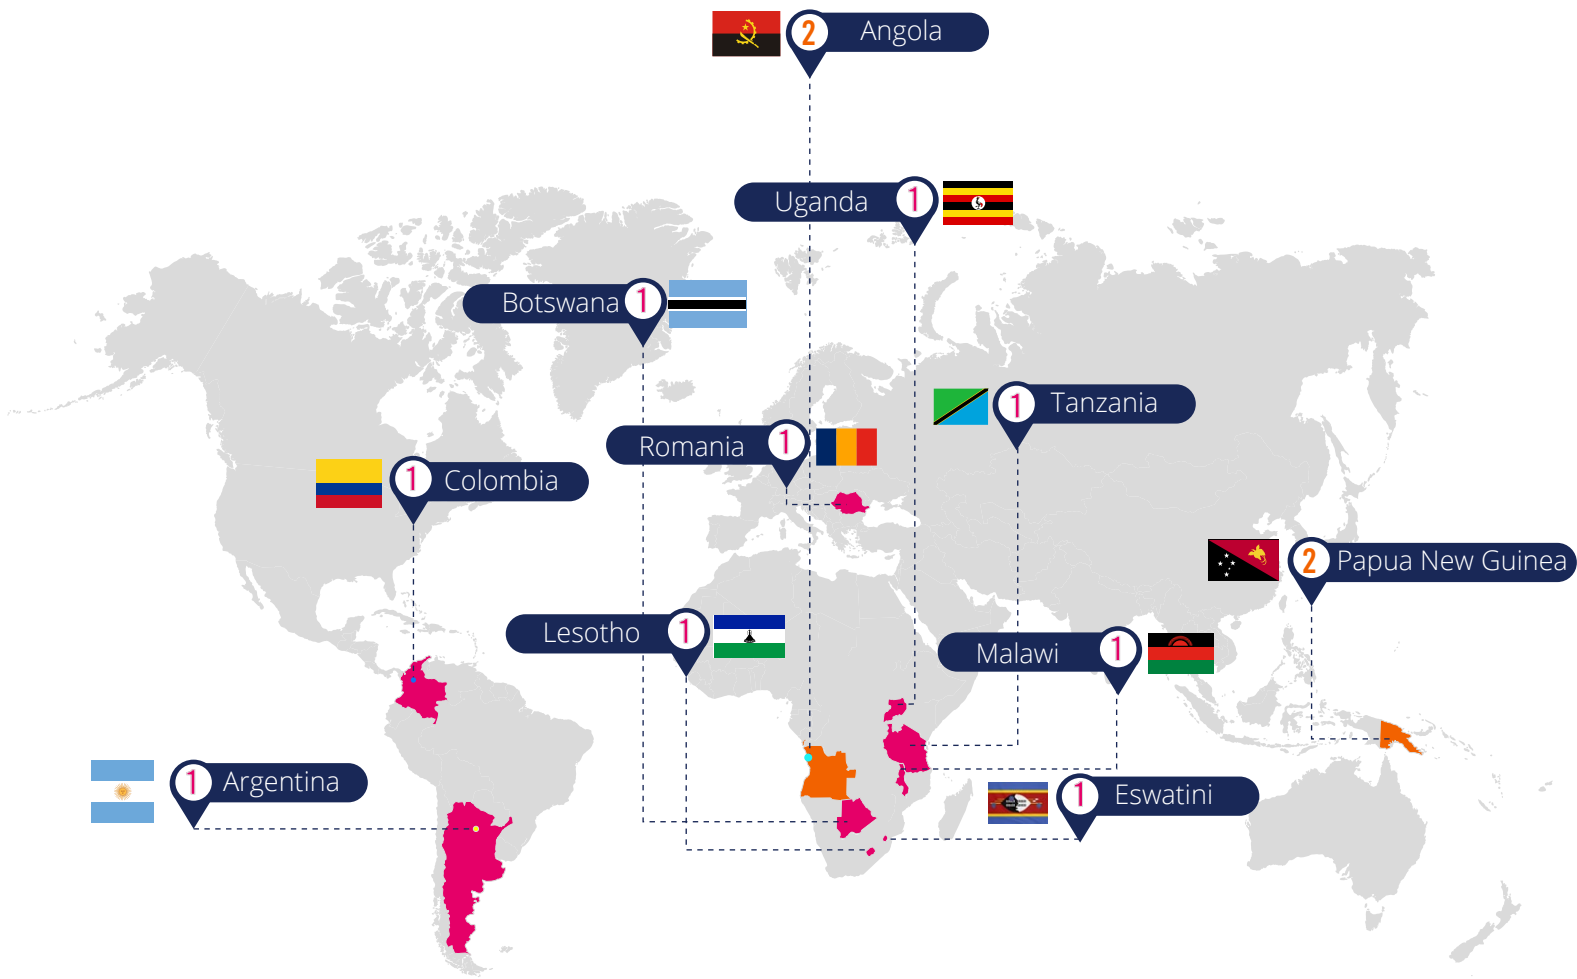 2 Angola
Uganda 1
Botswana 1
1 Tanzania
Romania 1
1 Colombia
2 Papua New Guinea
Lesotho 1
Malawi 1
1 Argentina
1 Eswatini